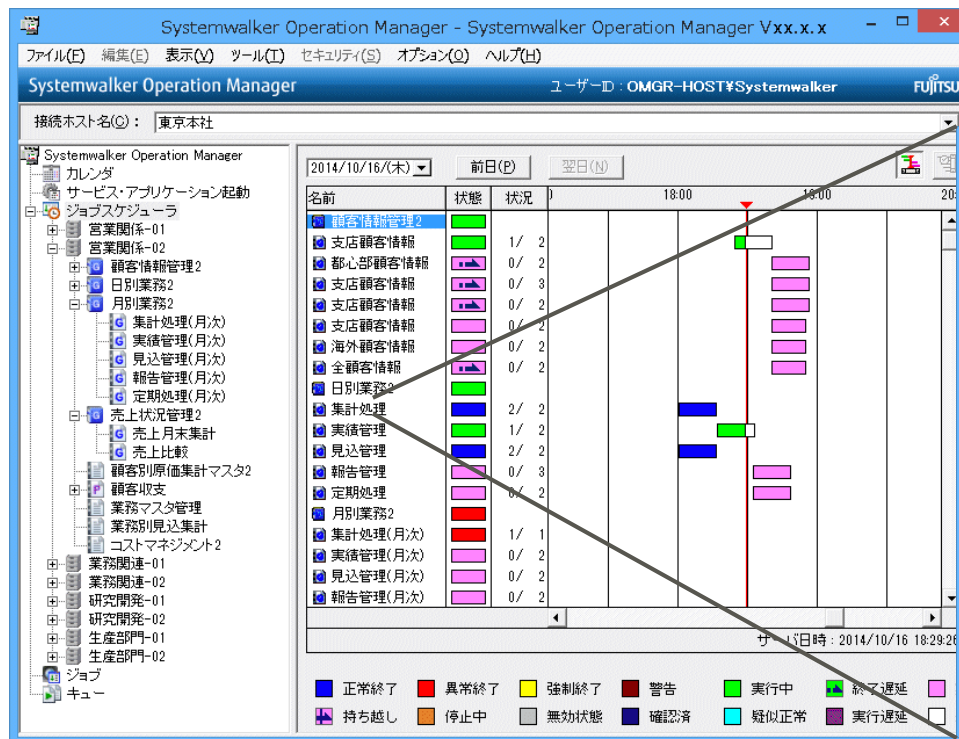 Systemwalker Operation Manager - Systemwalker Operation Manager Vxx.x.x
ファイル(F) 編集(E) 表示(V) ツール(T) セキュリティ(S) オプション(O) ヘルプ(H)
Systemwalker Operation Manager ユーザーID : OMGR-HOST¥Systemwalker FUJITSU
接続ホスト名(C) : 東京本社
Systemwalker Operation Manager
カレンダ
サービス・アプリケーション起動
ジョブスケジューラ
営業関係-01
営業関係-02
顧客情報管理2
日別業務2
月別業務2
集計処理(月次)
実績管理(月次)
見込管理(月次)
報告管理(月次)
定期処理(月次)
売上状況管理2
売上月末集計
売上比較
顧客別原価集計マスタ2
顧客収支
業務マスタ管理
業務別見込集計
コストマネジメント2
業務関連-01
業務関連-02
研究開発-01
研究開発-02
生産部門-01
生産部門-02
ジョブ
キュー
2014/10/16/(木) 前日(P) 翌日(N)
名前 状態 状況 18:00 19:00 20:
顧客情報管理2
支店顧客情報 1/ 2
都心部顧客情報 0/ 2
支店顧客情報 0/ 3
支店顧客情報 0/ 2
支店顧客情報 0/ 2
海外顧客情報 0/ 2
全顧客情報 0/ 2
日別業務2
集計処理 2/ 2
実績管理 1/ 2
見込管理 2/ 2
報告管理 0/ 3
定期処理 0/ 2
月別業務2
集計処理(月次) 1/ 1
実績管理(月次) 0/ 2
見込管理(月次) 0/ 2
報告管理(月次) 0/ 2
サーバ日時 : 2014/10/16 18:29:26
正常終了 異常終了 強制終了 警告 実行中 終了遅延
持ち越し 停止中 無効状態 確認済 疑似正常 実行遅延